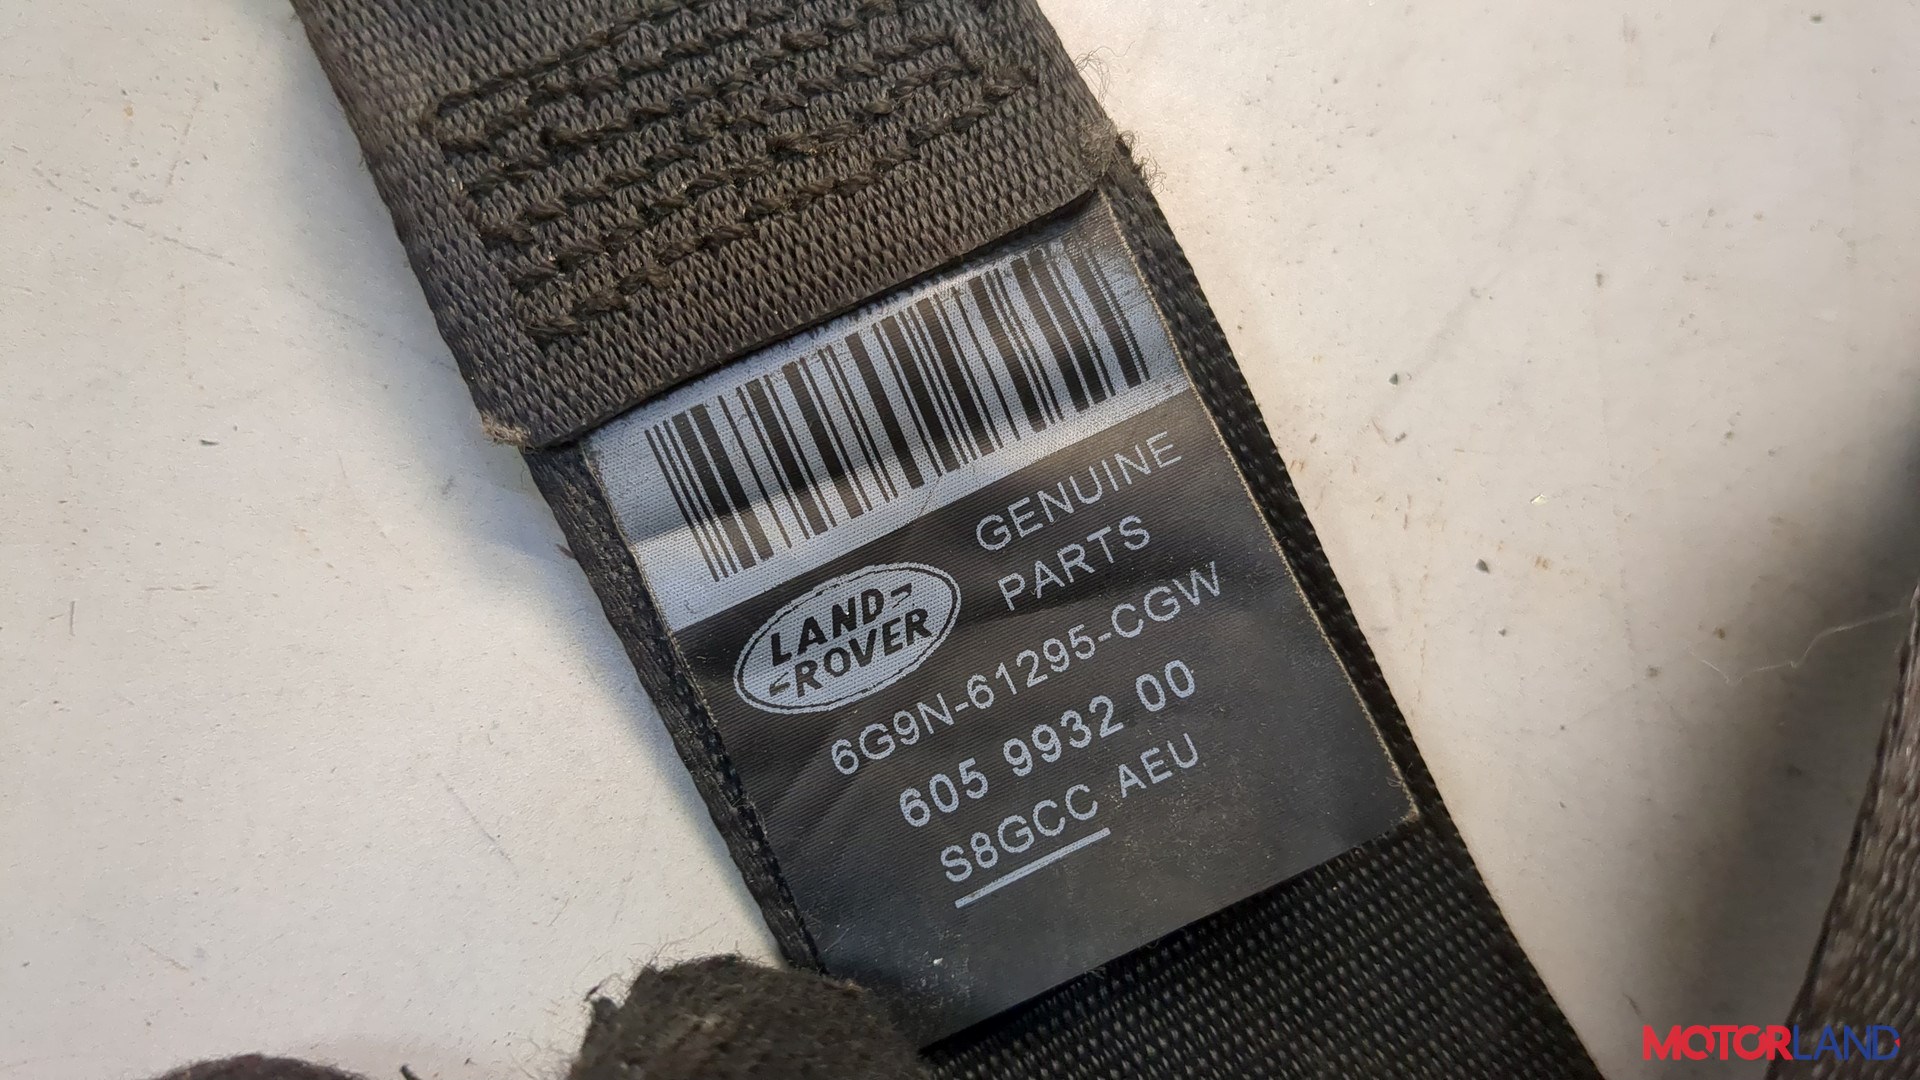 GENUINE
PARTS
LAND-
-ROVER
6G9N-61295-CGW
605 9932 00
S8GCC AEU
MOTORLAND